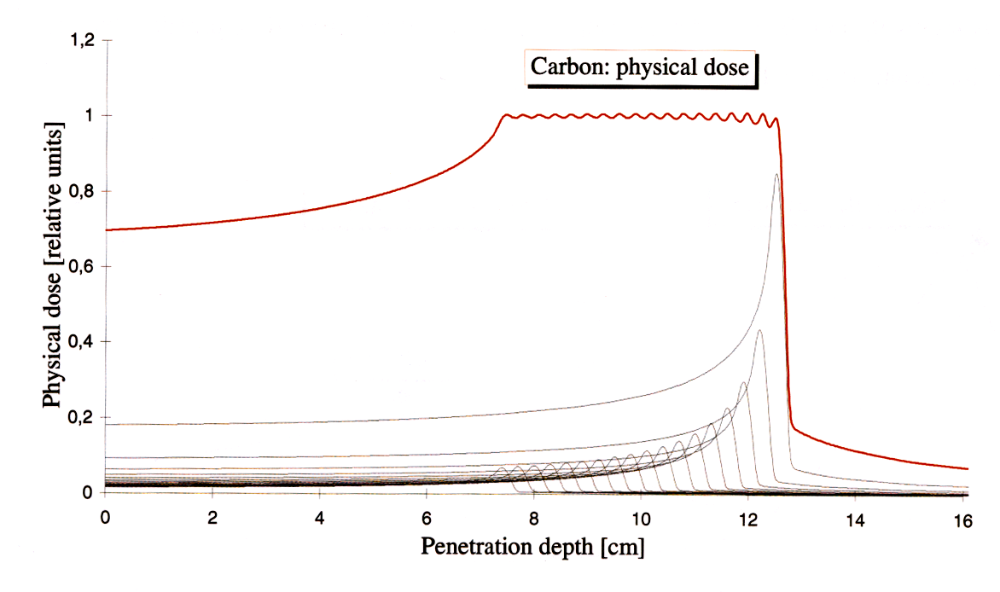 Carbon: physical dose
Physical dose [relative units]
1,2
1
0,8
0,6
0,4
0,2
0
0 2 4 6 8 10 12 14 16
Penetration depth [cm]